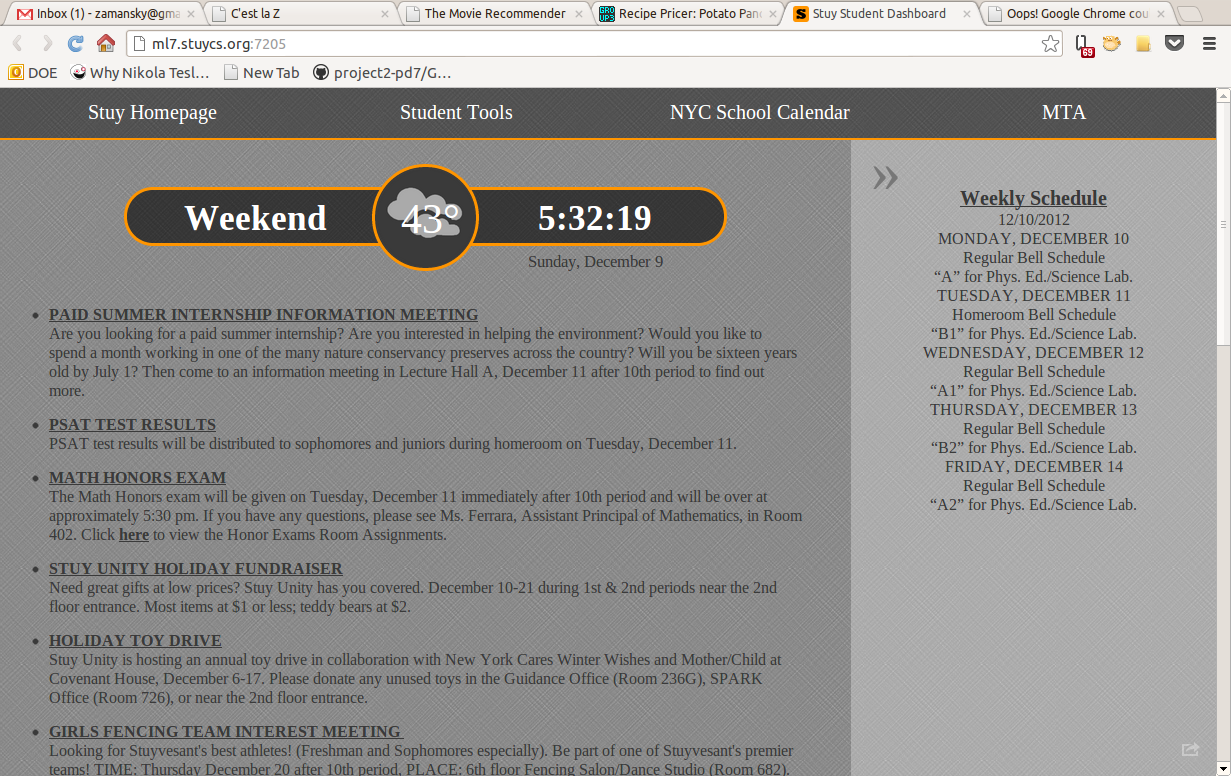 Inbox (1) - zamansky@gma
C'est la Z
The Movie Recommender
Recipe Pricer: Potato Pan
Stuy Student Dashboard
Oops! Google Chrome cou
ml7.stuycs.org:7205
69
DOE
Why Nikola Tesl...
New Tab
project2-pd7/G...
Stuy Homepage
Student Tools
NYC School Calendar
MTA
Weekend
43°
5:32:19
Sunday, December 9
PAID SUMMER INTERNSHIP INFORMATION MEETING
Are you looking for a paid summer internship? Are you interested in helping the environment? Would you like to
spend a month working in one of the many nature conservancy preserves across the country? Will you be sixteen years
old by July 1? Then come to an information meeting in Lecture Hall A, December 11 after 10th period to find out
more.
PSAT TEST RESULTS
PSAT test results will be distributed to sophomores and juniors during homeroom on Tuesday, December 11.
MATH HONORS EXAM
The Math Honors exam will be given on Tuesday, December 11 immediately after 10th period and will be over at
approximately 5:30 pm. If you have any questions, please see Ms. Ferrara, Assistant Principal of Mathematics, in Room
402. Click here to view the Honor Exams Room Assignments.
STUY UNITY HOLIDAY FUNDRAISER
Need great gifts at low prices? Stuy Unity has you covered. December 10-21 during 1st & 2nd periods near the 2nd
floor entrance. Most items at $1 or less; teddy bears at $2.
HOLIDAY TOY DRIVE
Stuy Unity is hosting an annual toy drive in collaboration with New York Cares Winter Wishes and Mother/Child at
Covenant House, December 6-17. Please donate any unused toys in the Guidance Office (Room 236G), SPARK
Office (Room 726), or near the 2nd floor entrance.
GIRLS FENCING TEAM INTEREST MEETING
Looking for Stuyvesant's best athletes! (Freshman and Sophomores especially). Be part of one of Stuyvesant's premier
teams! TIME: Thursday December 20 after 10th period, PLACE: 6th floor Fencing Salon/Dance Studio (Room 682).
»
Weekly Schedule
12/10/2012
MONDAY, DECEMBER 10
Regular Bell Schedule
“A” for Phys. Ed./Science Lab.
TUESDAY, DECEMBER 11
Homeroom Bell Schedule
“B1” for Phys. Ed./Science Lab.
WEDNESDAY, DECEMBER 12
Regular Bell Schedule
“A1” for Phys. Ed./Science Lab.
THURSDAY, DECEMBER 13
Regular Bell Schedule
“B2” for Phys. Ed./Science Lab.
FRIDAY, DECEMBER 14
Regular Bell Schedule
“A2” for Phys. Ed./Science Lab.